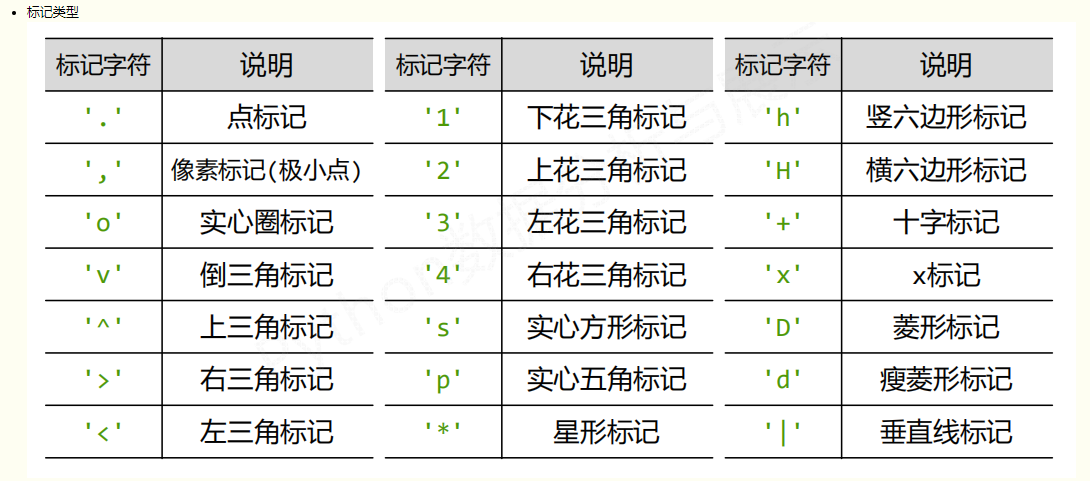 标记类型
标记字符 说明 标记字符 说明 标记字符 说明
'.' 点标记 '1' 下花三角标记 'h' 竖六边形标记
',' 像素标记(极小点) '2' 上花三角标记 'H' 横六边形标记
'o' 实心圈标记 '3' 左花三角标记 '+' 十字标记
'v' 倒三角标记 '4' 右花三角标记 'x' x标记
'^' 上三角标记 's' 实心方形标记 'D' 菱形标记
'>' 右三角标记 'p' 实心五角标记 'd' 瘦菱形标记
'<' 左三角标记 '*' 星形标记 '|' 垂直线标记